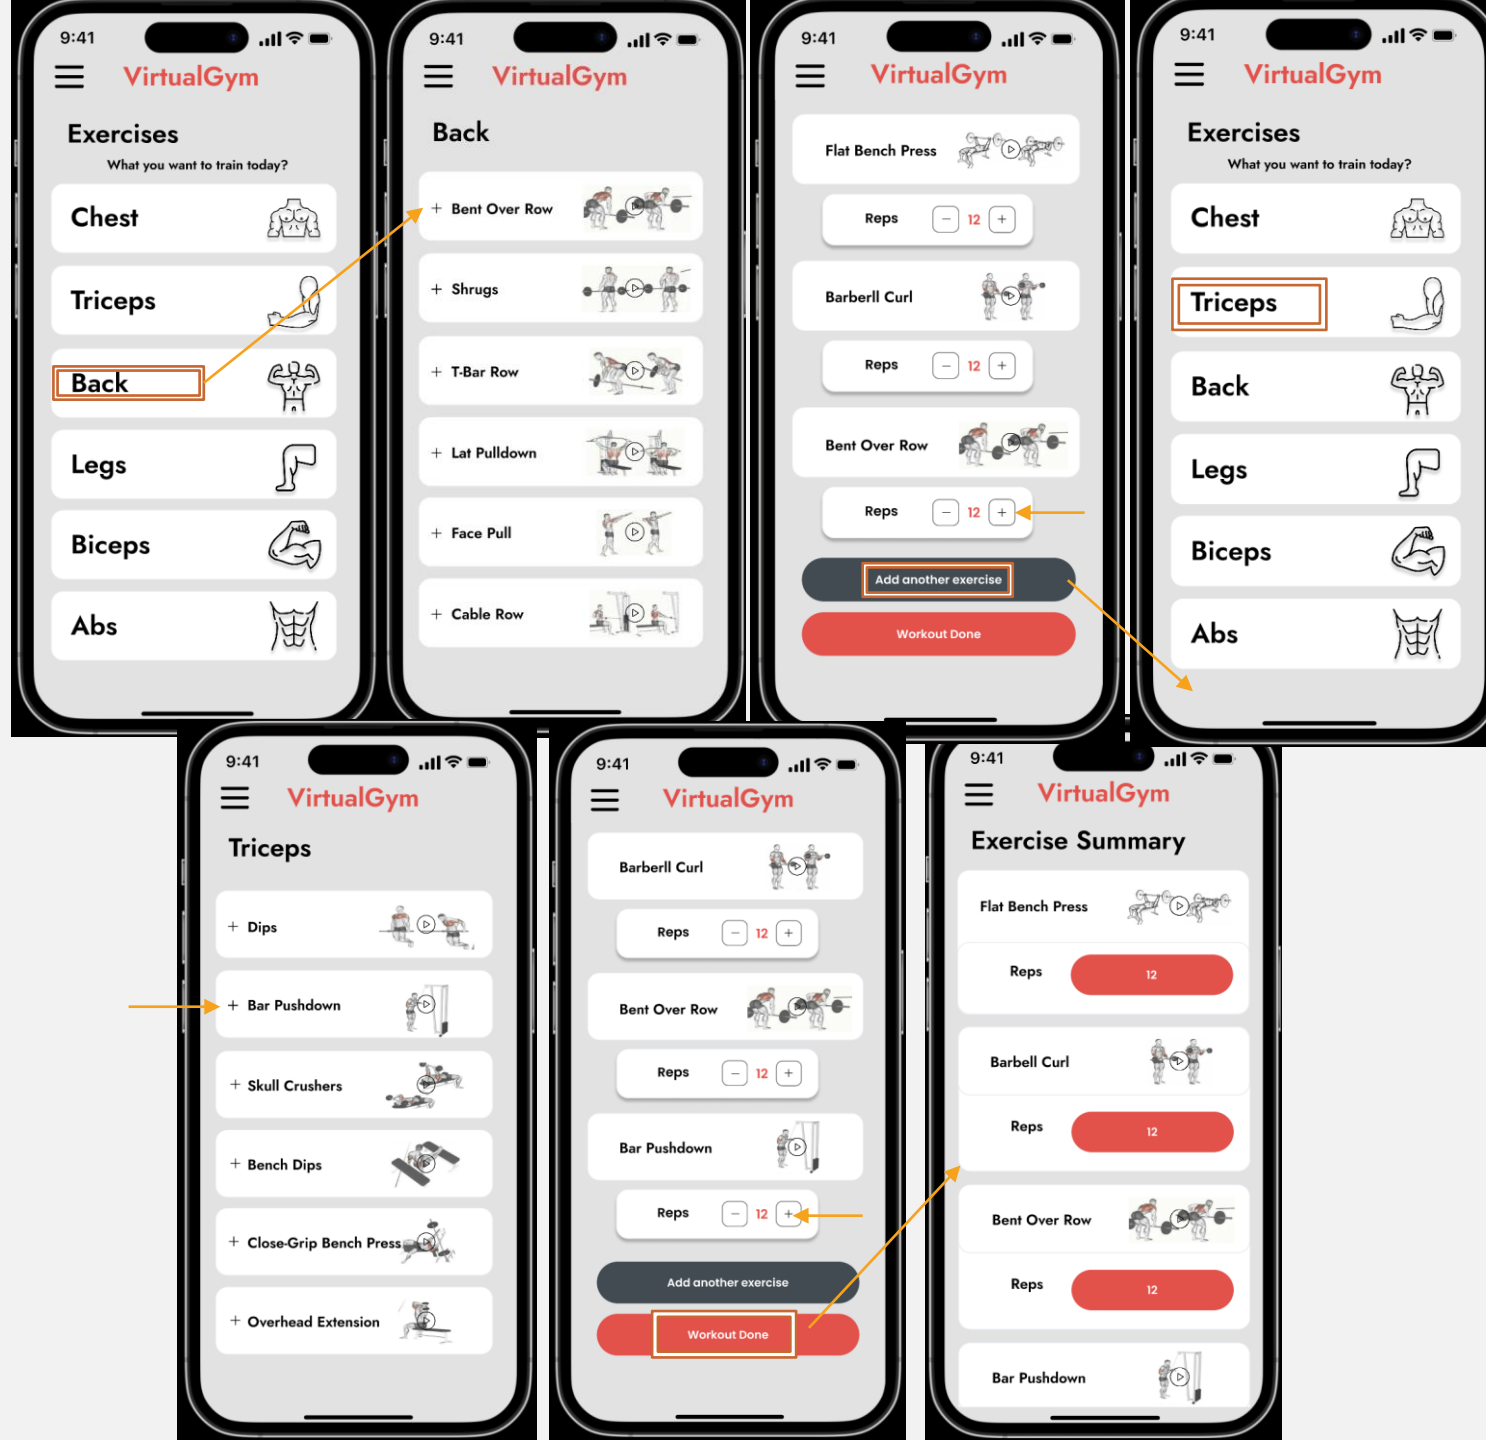 9:41
VirtualGym
Exercises
What you want to train today?
Chest
Triceps
Back
Legs
Biceps
Abs
9:41
VirtualGym
Back
+ Bent Over Row
+ Shrugs
+ T-Bar Row
+ Lat Pulldown
+ Face Pull
+ Cable Row
9:41
VirtualGym
Flat Bench Press
Reps − 12 +
Barberll Curl
Reps − 12 +
Bent Over Row
Reps − 12 +
Add another exercise
Workout Done
9:41
VirtualGym
Exercises
What you want to train today?
Chest
Triceps
Back
Legs
Biceps
Abs
9:41
VirtualGym
Triceps
+ Dips
+ Bar Pushdown
+ Skull Crushers
+ Bench Dips
+ Close-Grip Bench Press
+ Overhead Extension
9:41
VirtualGym
Barberll Curl
Reps − 12 +
Bent Over Row
Reps − 12 +
Bar Pushdown
Reps − 12 +
Add another exercise
Workout Done
9:41
VirtualGym
Exercise Summary
Flat Bench Press
Reps 12
Barbell Curl
Reps 12
Bent Over Row
Reps 12
Bar Pushdown